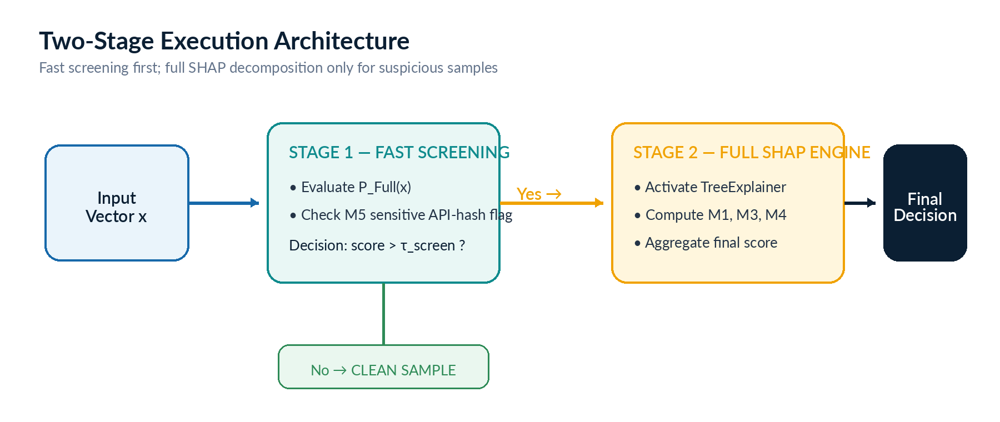 Two-Stage Execution Architecture
Fast screening first; full SHAP decomposition only for suspicious samples
Input
Vector x
STAGE 1 — FAST SCREENING
• Evaluate P_Full(x)
• Check M5 sensitive API-hash flag
Decision: score > τ_screen ?
Yes →
STAGE 2 — FULL SHAP ENGINE
• Activate TreeExplainer
• Compute M1, M3, M4
• Aggregate final score
Final
Decision
No → CLEAN SAMPLE